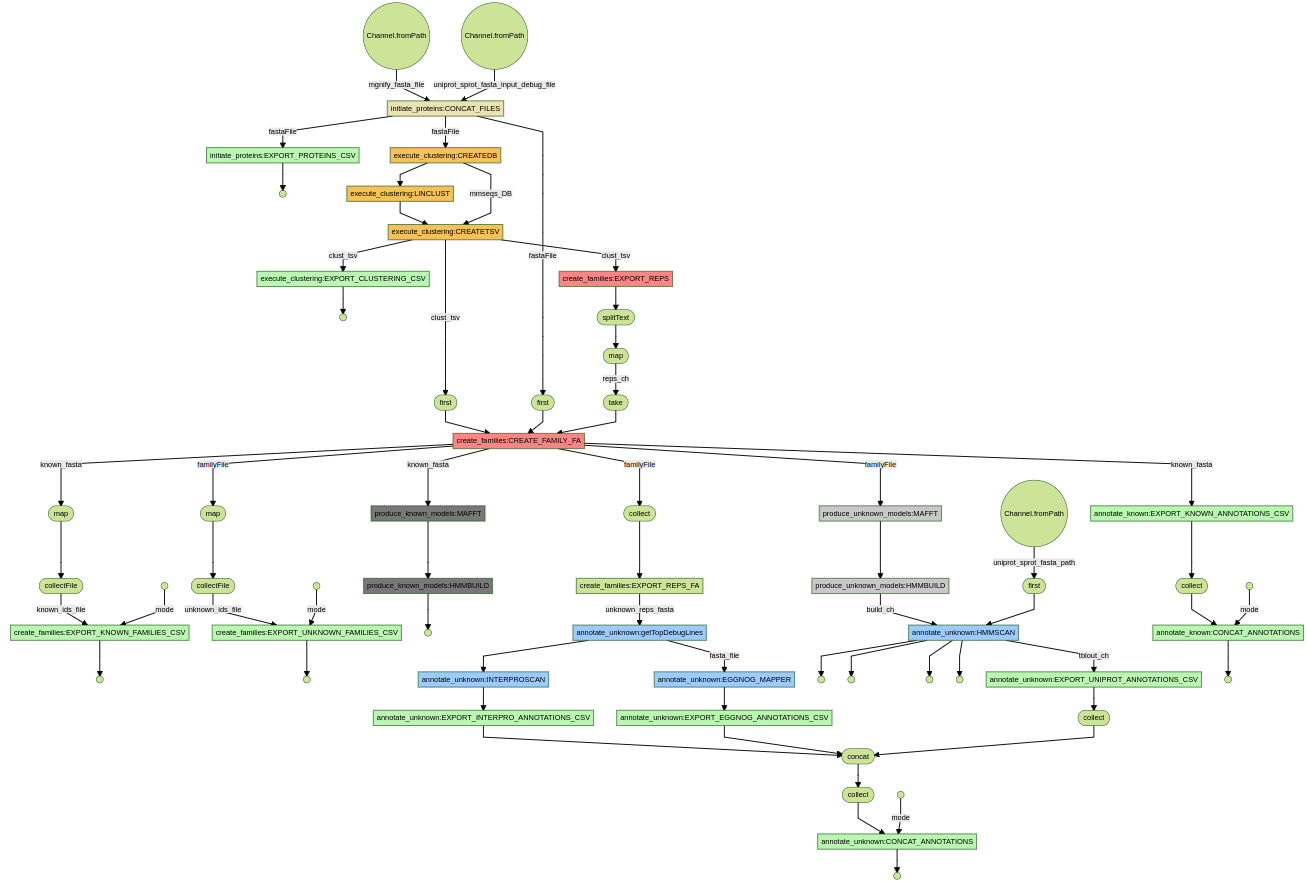 Channel.fromPath
Channel.fromPath
mgnify_fasta_file
uniprot_sprot_fasta_input_debug_file
initiate_proteins:CONCAT_FILES
fastaFile
fastaFile
initiate_proteins:EXPORT_PROTEINS_CSV
execute_clustering:CREATEDB
execute_clustering:LINCLUST
mmseqs_DB
execute_clustering:CREATETSV
clust_tsv
fastaFile
clust_tsv
execute_clustering:EXPORT_CLUSTERING_CSV
create_families:EXPORT_REPS
clust_tsv
splitText
map
reps_ch
first
first
take
create_families:CREATE_FAMILY_FA
known_fasta
familyFile
known_fasta
familyFile
familyFile
known_fasta
map
map
produce_known_models:MAFFT
collect
produce_unknown_models:MAFFT
Channel.fromPath
annotate_known:EXPORT_KNOWN_ANNOTATIONS_CSV
uniprot_sprot_fasta_path
collectFile
collectFile
produce_known_models:HMMBUILD
create_families:EXPORT_REPS_FA
produce_unknown_models:HMMBUILD
first
collect
known_ids_file
mode
unknown_ids_file
mode
unknown_reps_fasta
build_ch
mode
create_families:EXPORT_KNOWN_FAMILIES_CSV
create_families:EXPORT_UNKNOWN_FAMILIES_CSV
annotate_unknown:getTopDebugLines
annotate_unknown:HMMSCAN
annotate_known:CONCAT_ANNOTATIONS
fasta_file
tblout_ch
annotate_unknown:INTERPROSCAN
annotate_unknown:EGGNOG_MAPPER
annotate_unknown:EXPORT_UNIPROT_ANNOTATIONS_CSV
annotate_unknown:EXPORT_INTERPRO_ANNOTATIONS_CSV
annotate_unknown:EXPORT_EGGNOG_ANNOTATIONS_CSV
collect
concat
collect
mode
annotate_unknown:CONCAT_ANNOTATIONS